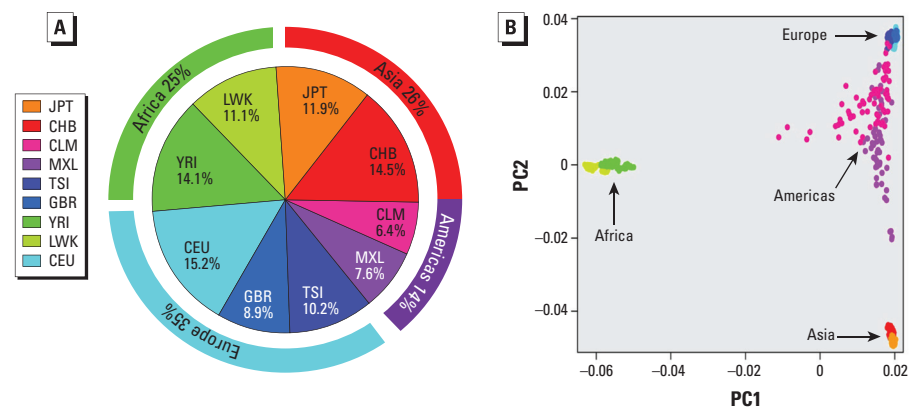 A
JPT
CHB
CLM
MXL
TSI
GBR
YRI
LWK
CEU
Africa 25%
Asia 26%
Americas 14%
Europe 35%
LWK
11.1%
JPT
11.9%
CHB
14.5%
CLM
6.4%
MXL
7.6%
TSI
10.2%
GBR
8.9%
CEU
15.2%
YRI
14.1%
B
PC2
0.04
0.02
0
−0.02
−0.04
Europe
Americas
Africa
Asia
−0.06
−0.04
−0.02
0
0.02
PC1